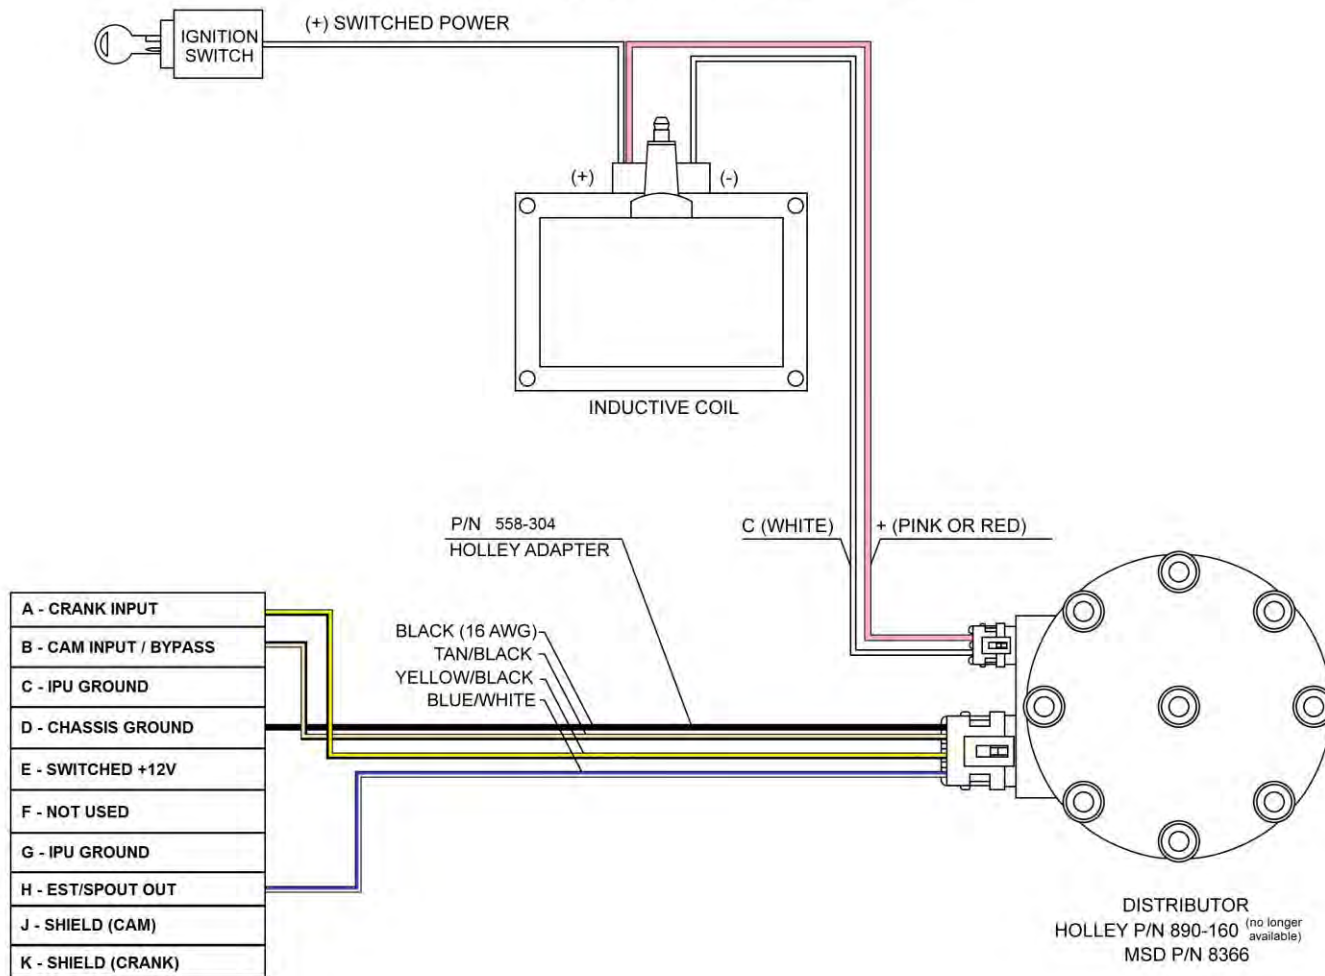 (+) SWITCHED POWER
IGNITION
SWITCH
(+)
(-)
INDUCTIVE COIL
P/N 558-304
HOLLEY ADAPTER
C (WHITE)
+ (PINK OR RED)
BLACK (16 AWG)
TAN/BLACK
YELLOW/BLACK
BLUE/WHITE
A - CRANK INPUT
B - CAM INPUT / BYPASS
C - IPU GROUND
D - CHASSIS GROUND
E - SWITCHED +12V
F - NOT USED
G - IPU GROUND
H - EST/SPOUT OUT
J - SHIELD (CAM)
K - SHIELD (CRANK)
DISTRIBUTOR
HOLLEY P/N 890-160 (no longer
available)
MSD P/N 8366